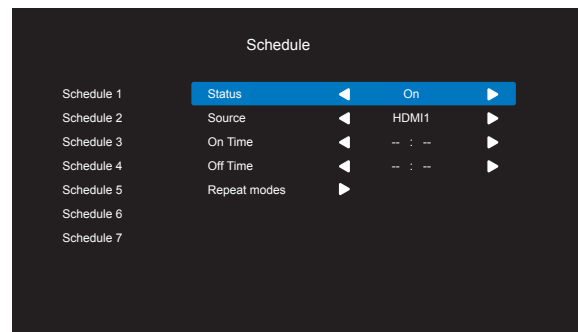 Schedule
Schedule 1 Status On
Schedule 2 Source HDMI1
Schedule 3 On Time -- : --
Schedule 4 Off Time -- : --
Schedule 5 Repeat modes
Schedule 6
Schedule 7